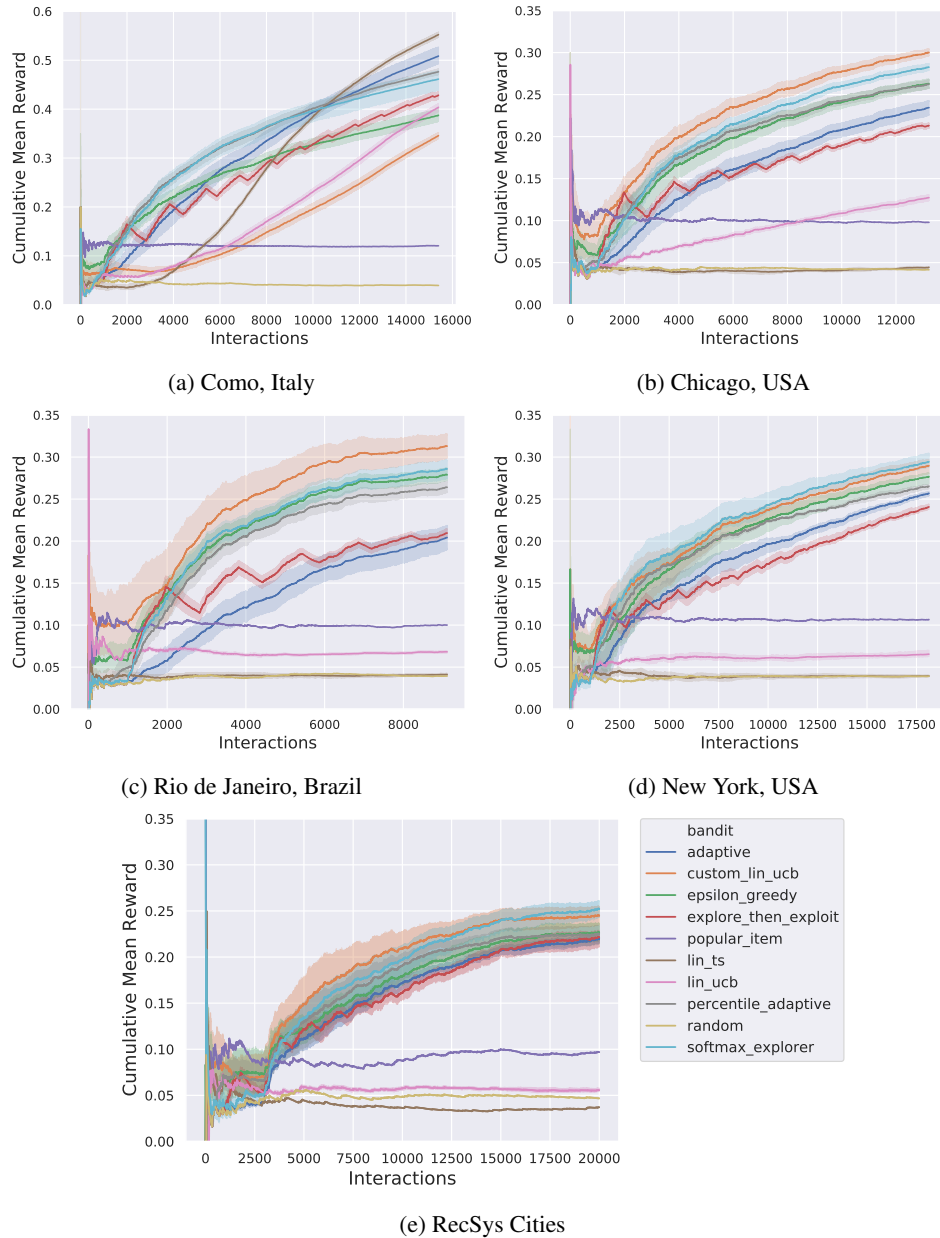 0.6
0.5
0.4
0.3
0.2
0.1
0.0
Cumulative Mean Reward
0 2000 4000 6000 8000 10000 12000 14000 16000
Interactions
(a) Como, Italy
0.35
0.30
0.25
0.20
0.15
0.10
0.05
0.00
Cumulative Mean Reward
0 2000 4000 6000 8000 10000 12000
Interactions
(b) Chicago, USA
0.35
0.30
0.25
0.20
0.15
0.10
0.05
0.00
Cumulative Mean Reward
0 2000 4000 6000 8000
Interactions
(c) Rio de Janeiro, Brazil
0.35
0.30
0.25
0.20
0.15
0.10
0.05
0.00
Cumulative Mean Reward
0 2500 5000 7500 10000 12500 15000 17500
Interactions
(d) New York, USA
0.35
0.30
0.25
0.20
0.15
0.10
0.05
0.00
Cumulative Mean Reward
0 2500 5000 7500 10000 12500 15000 17500 20000
Interactions
bandit
adaptive
custom_lin_ucb
epsilon_greedy
explore_then_exploit
popular_item
lin_ts
lin_ucb
percentile_adaptive
random
softmax_explorer
(e) RecSys Cities